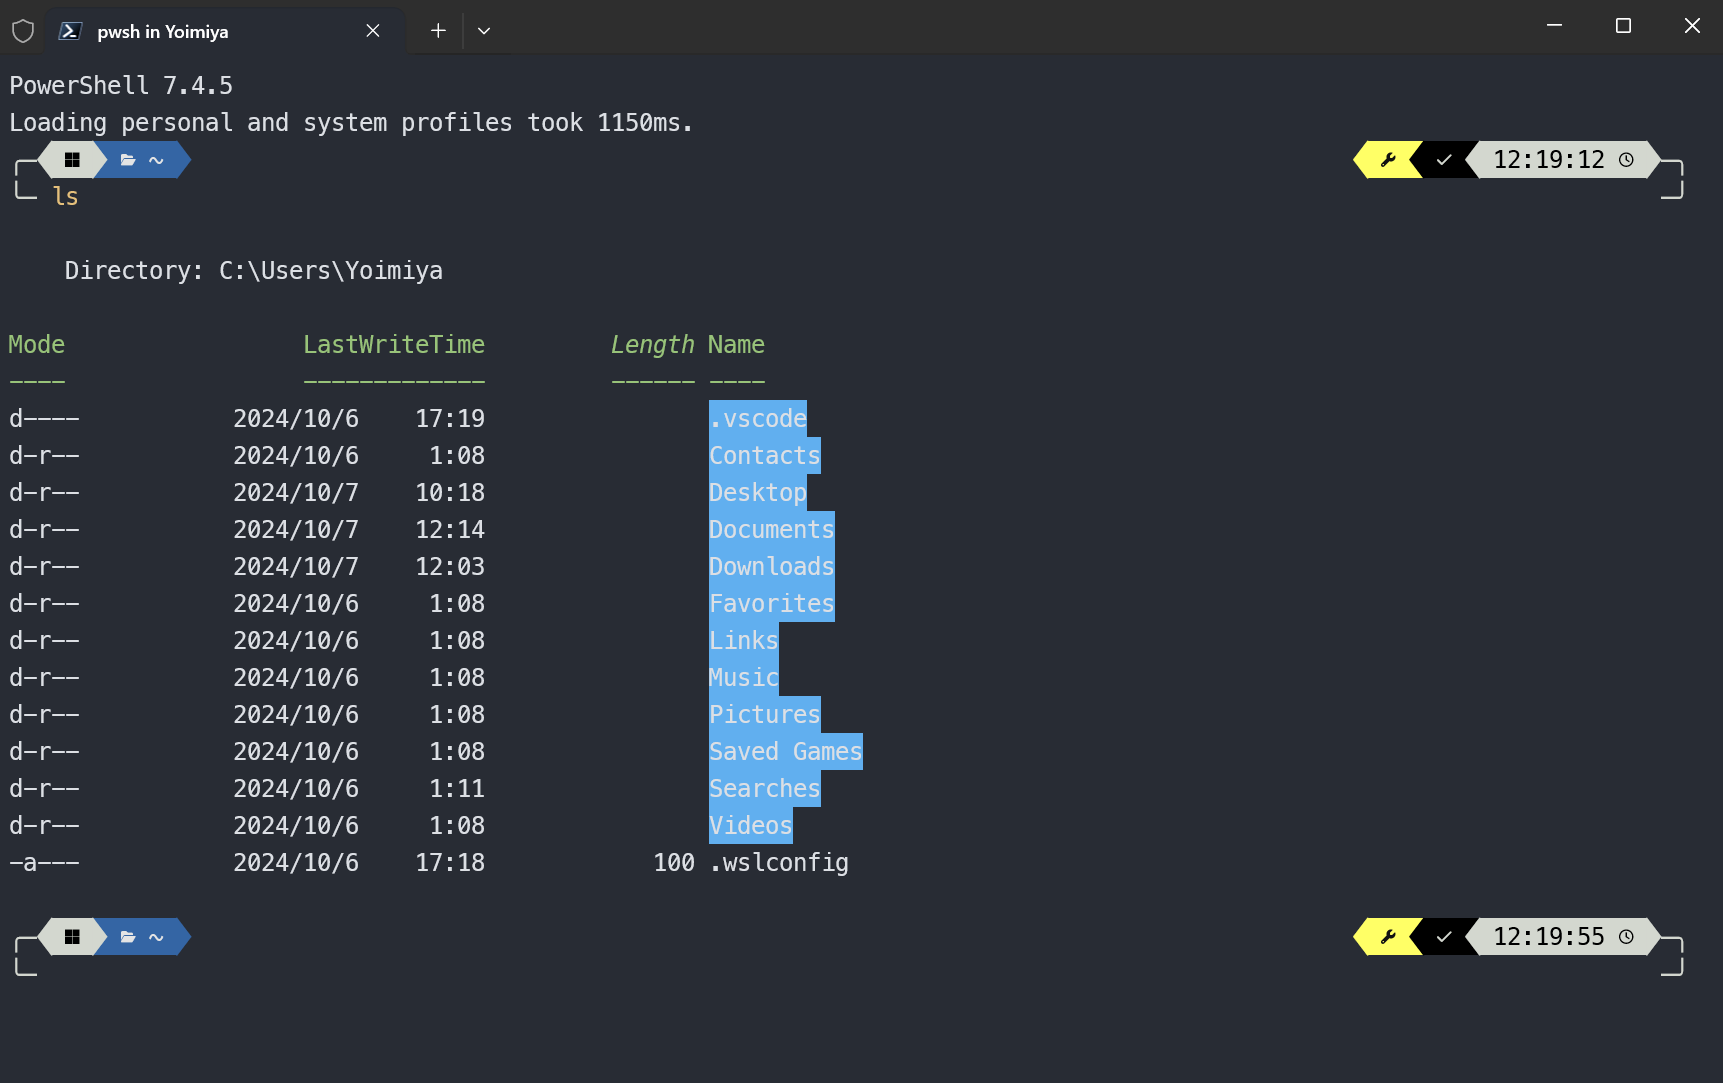 pwsh in Yoimiya
PowerShell 7.4.5
Loading personal and system profiles took 1150ms.
~ 12:19:12
ls
Directory: C:\Users\Yoimiya
Mode LastWriteTime Length Name
---- ------------- ------ ----
d---- 2024/10/6 17:19 .vscode
d-r-- 2024/10/6 1:08 Contacts
d-r-- 2024/10/7 10:18 Desktop
d-r-- 2024/10/7 12:14 Documents
d-r-- 2024/10/7 12:03 Downloads
d-r-- 2024/10/6 1:08 Favorites
d-r-- 2024/10/6 1:08 Links
d-r-- 2024/10/6 1:08 Music
d-r-- 2024/10/6 1:08 Pictures
d-r-- 2024/10/6 1:08 Saved Games
d-r-- 2024/10/6 1:11 Searches
d-r-- 2024/10/6 1:08 Videos
-a--- 2024/10/6 17:18 100 .wslconfig
~ 12:19:55